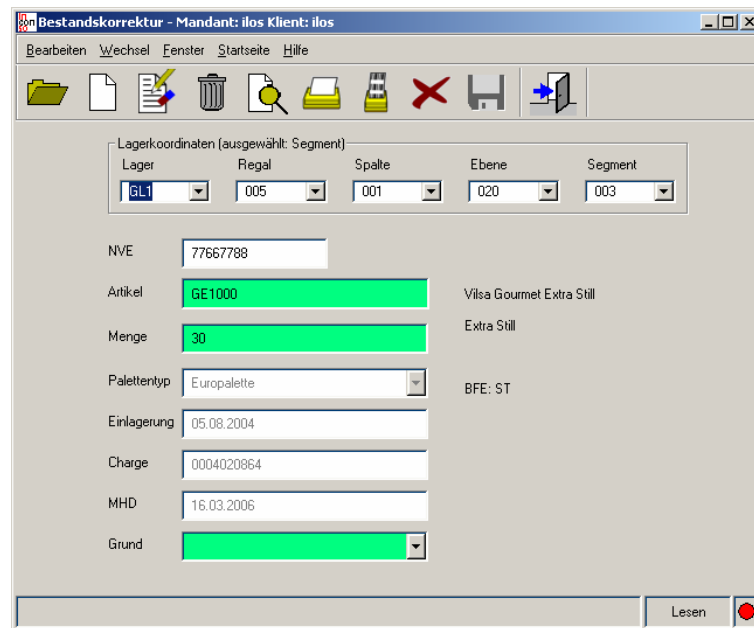 Bestandskorrektur - Mandant: ilos Klient: ilos
Bearbeiten Wechsel Fenster Startseite Hilfe
Lagerkoordinaten (ausgewählt: Segment)
Lager Regal Spalte Ebene Segment
GL1 005 001 020 003
NVE 77667788
Artikel GE1000 Vilsa Gourmet Extra Still
Extra Still
Menge 30
Palettentyp Europalette BFE: ST
Einlagerung 05.08.2004
Charge 0004020864
MHD 16.03.2006
Grund
Lesen